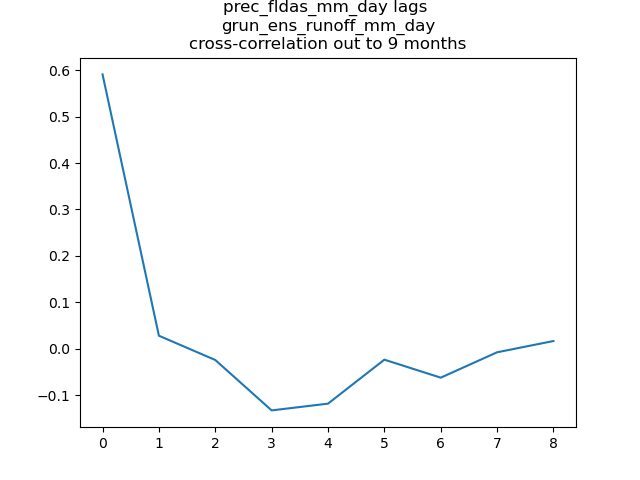 prec_fldas_mm_day lags
grun_ens_runoff_mm_day
cross-correlation out to 9 months
0.6
0.5
0.4
0.3
0.2
0.1
0.0
−0.1
0 1 2 3 4 5 6 7 8